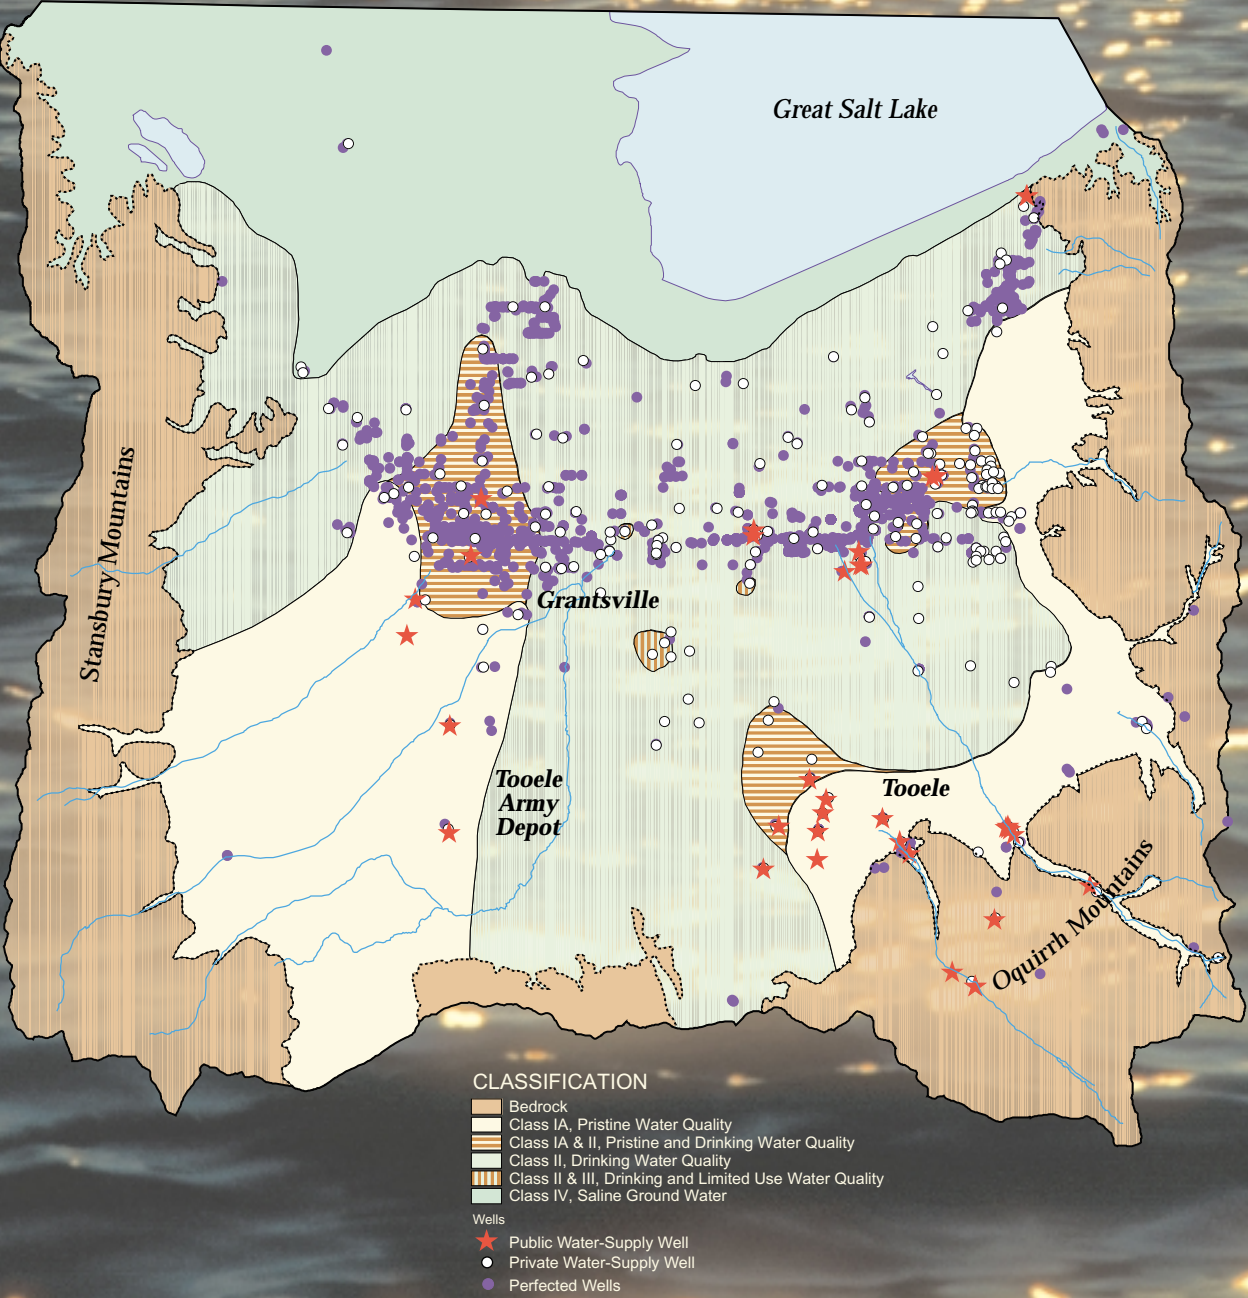 Great Salt Lake
Stansbury Mountains
Grantsville
Tooele
Army
Depot
Tooele
Oquirrh Mountains
CLASSIFICATION
Bedrock
Class IA, Pristine Water Quality
Class IA & II, Pristine and Drinking Water Quality
Class II, Drinking Water Quality
Class II & III, Drinking and Limited Use Water Quality
Class IV, Saline Ground Water
Wells
Public Water-Supply Well
Private Water-Supply Well
Perfected Wells